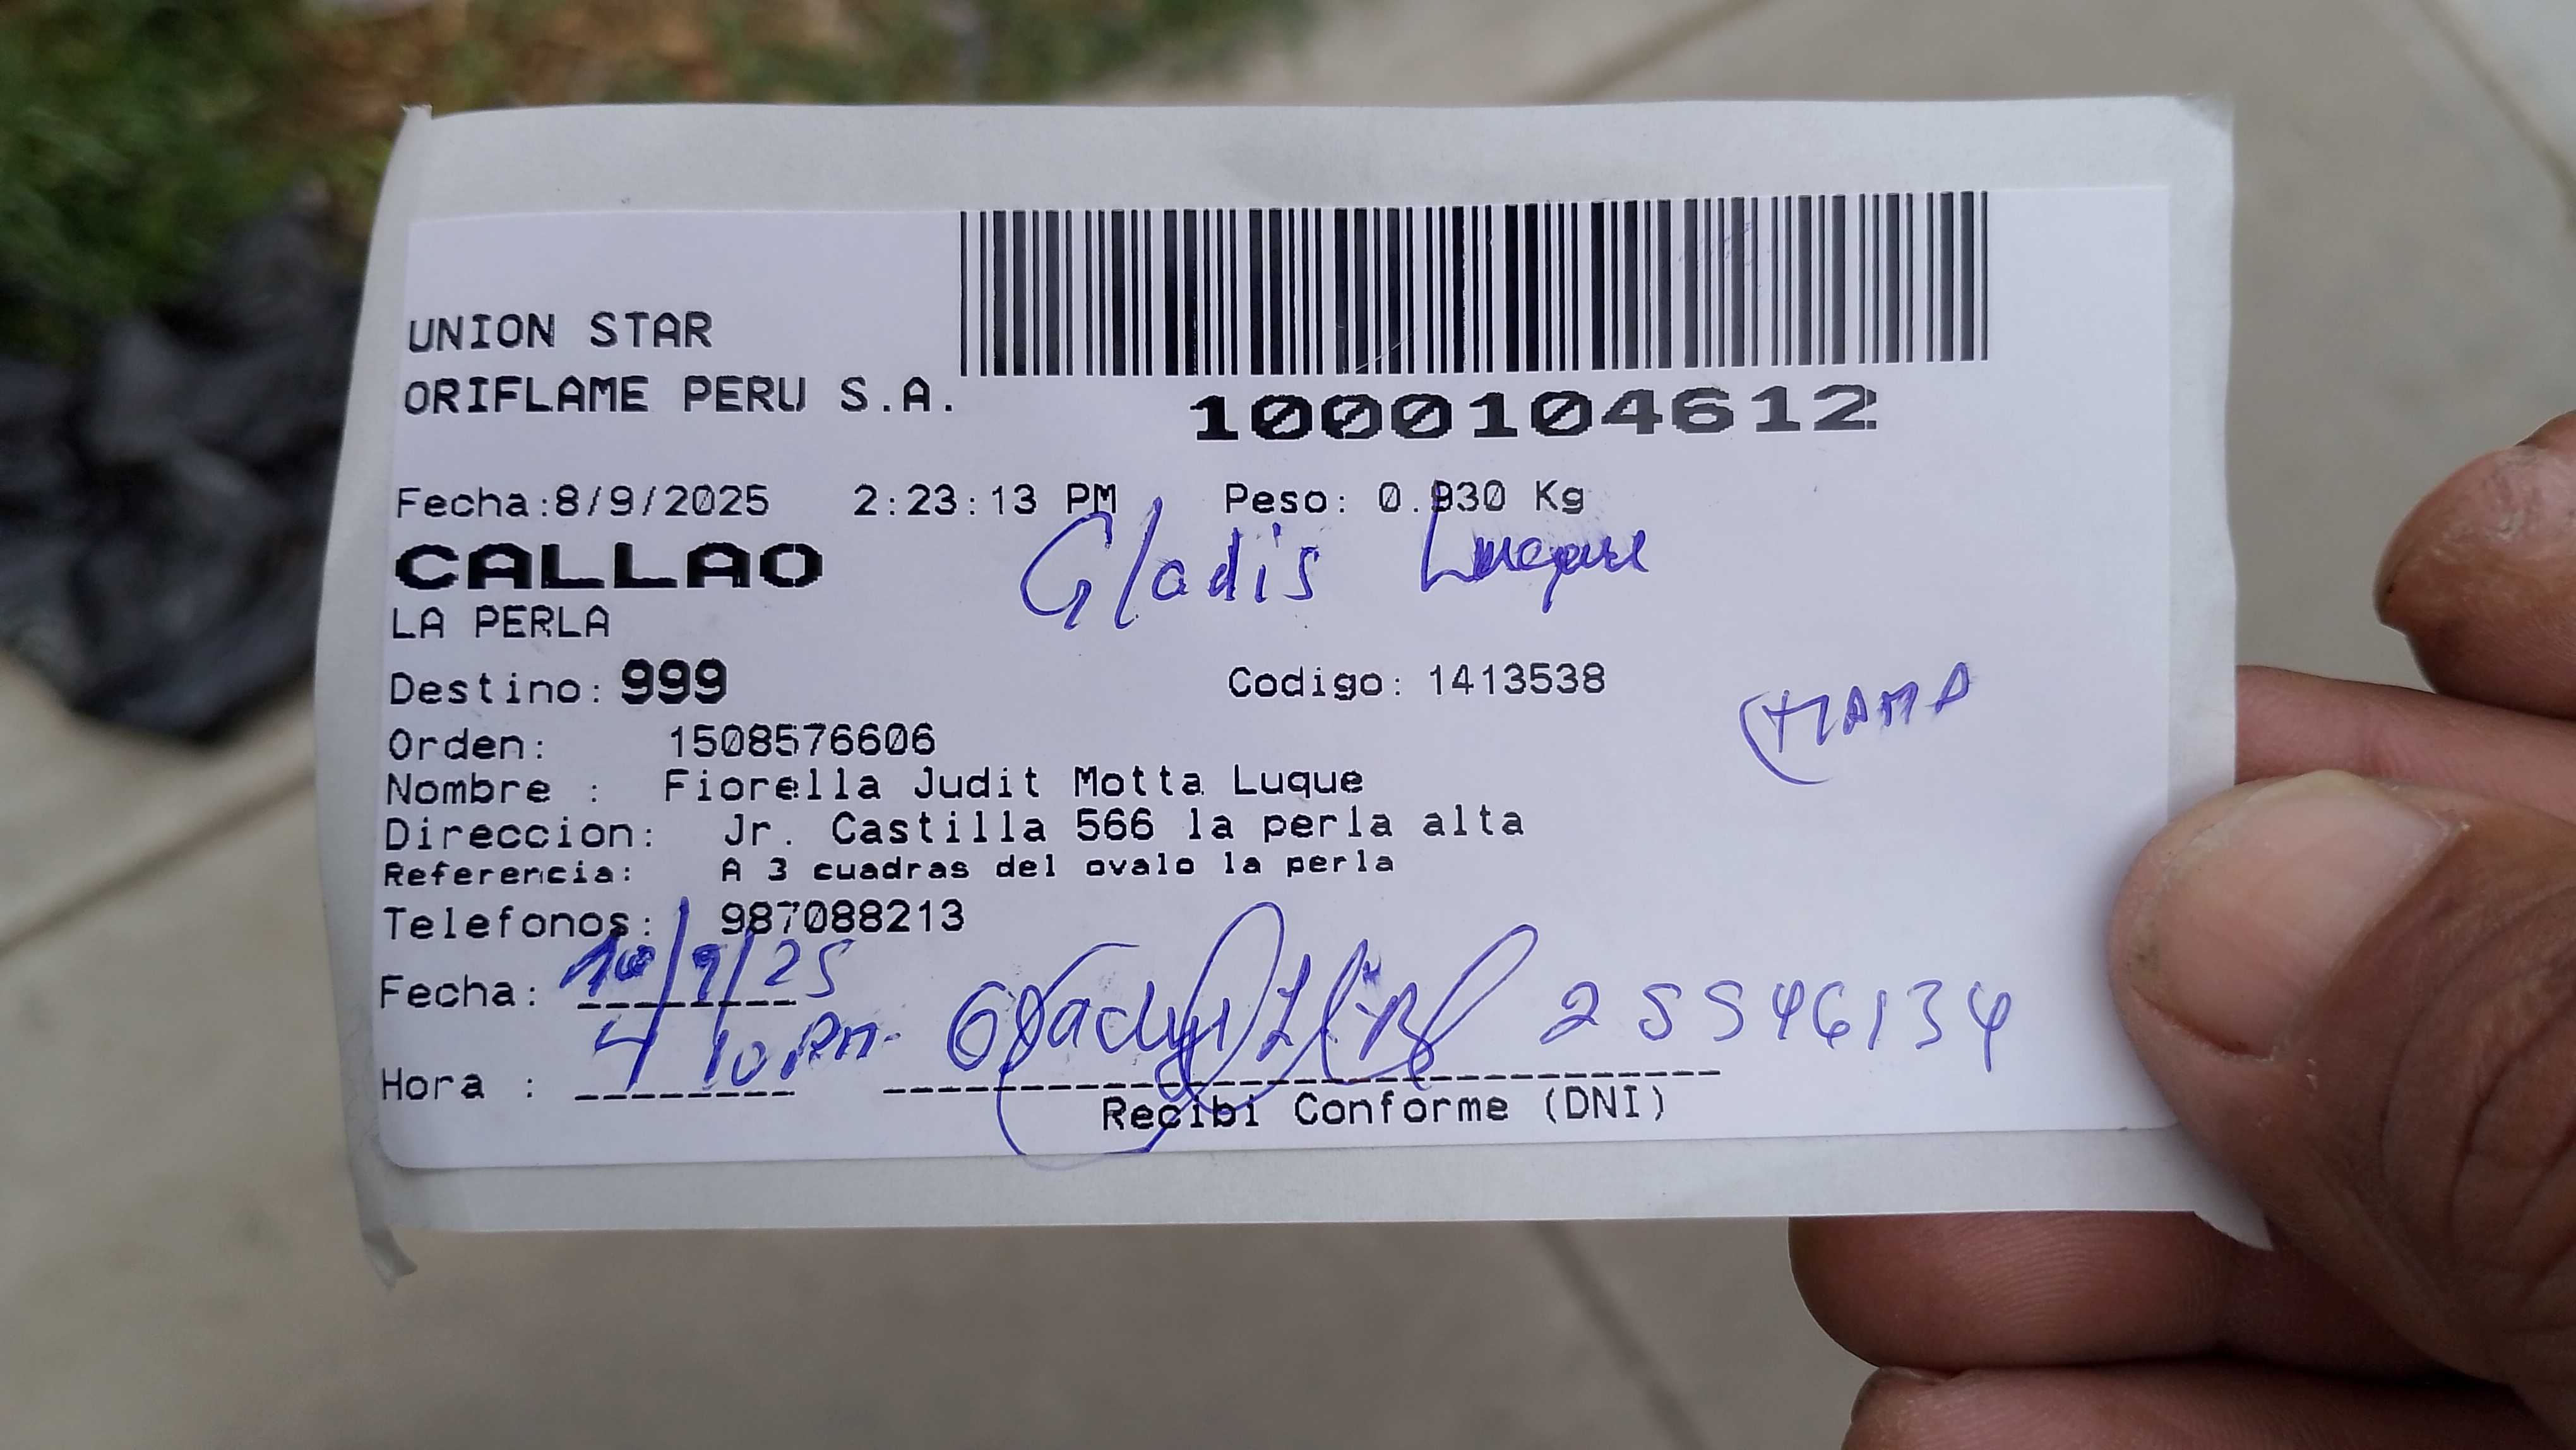 UNION STAR
ORIFLAME PERU S.A.
1000104612
Fecha:8/9/2025 2:23:13 PM Peso: 0.930 Kg
CALLAO
Gladis Luque
LA PERLA
Destino: 999 Codigo: 1413538
Orden: 1508576606
Nombre : Fiorella Judit Motta Luque
Direccion: Jr. Castilla 566 la perla alta
Referencia: A 3 cuadras del ovalo la perla
Telefonos: 987088213
Fecha: 10/9/25
Hora : 4 10 Pm. 25546134
Recibi Conforme (DNI)